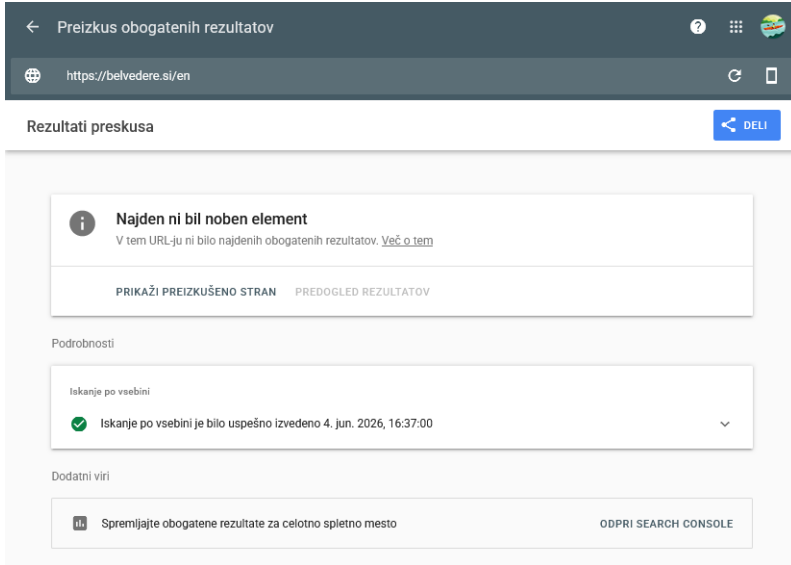 Preizkus obogatenih rezultatov
https://belvedere.si/en
Rezultati preskusa
DELI
Najden ni bil noben element
V tem URL-ju ni bilo najdenih obogatenih rezultatov. Več o tem
PRIKAŽI PREIZKUŠENO STRAN PREDOGLED REZULTATOV
Podrobnosti
Iskanje po vsebini
Iskanje po vsebini je bilo uspešno izvedeno 4. jun. 2026, 16:37:00
Dodatni viri
Spremljajte obogatene rezultate za celotno spletno mesto
ODPRI SEARCH CONSOLE